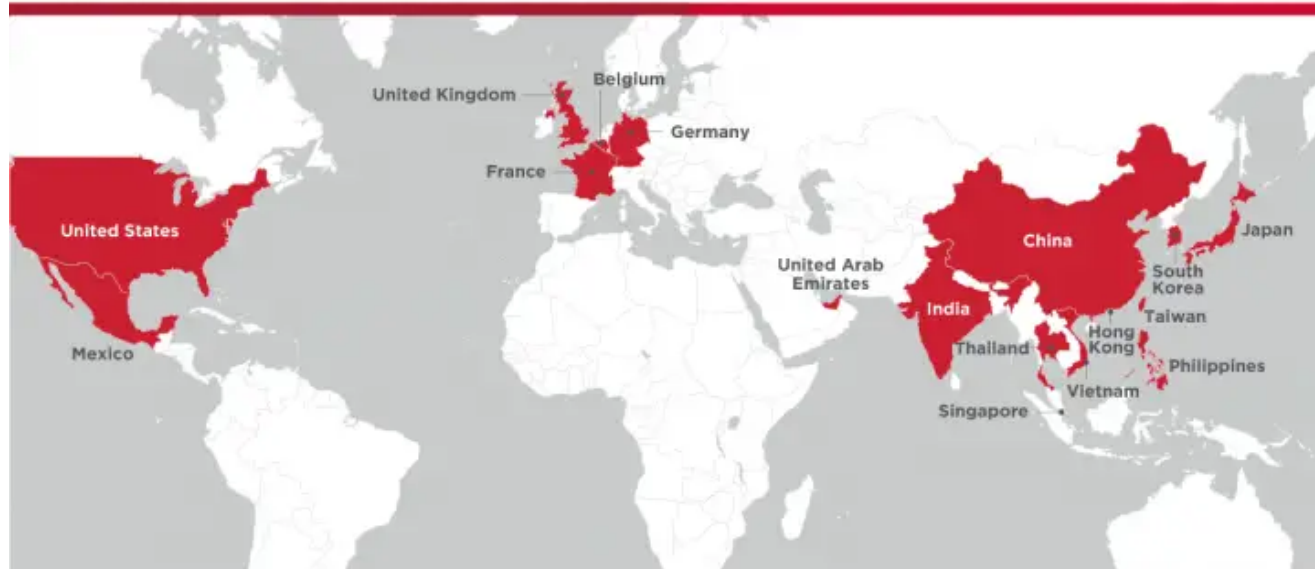 Belgium
United Kingdom
Germany
France
United States
China
Japan
United Arab
Emirates
South
Korea
India
Taiwan
Hong
Kong
Thailand
Mexico
Philippines
Vietnam
Singapore